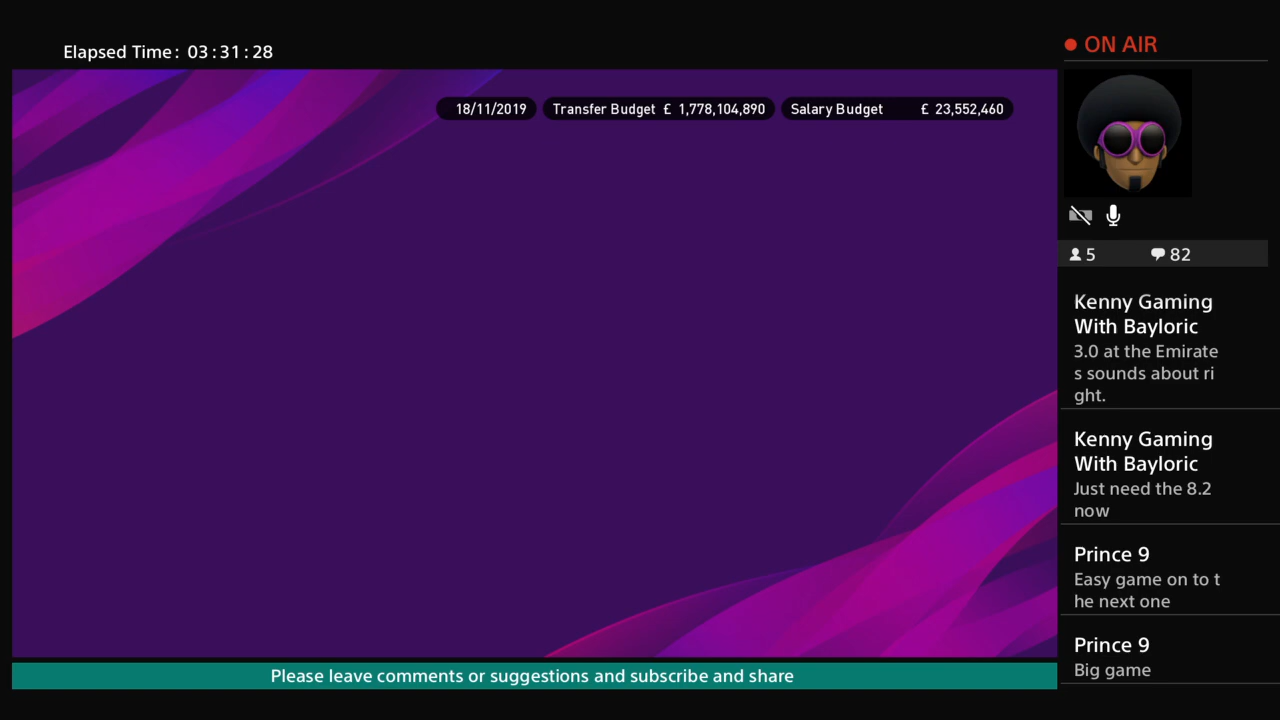 Elapsed Time: 03:31:28
ON AIR
18/11/2019 Transfer Budget £ 1,778,104,890 Salary Budget £ 23,552,460
5 82
Kenny Gaming
With Bayloric
3.0 at the Emirate
s sounds about ri
ght.
Kenny Gaming
With Bayloric
Just need the 8.2
now
Prince 9
Easy game on to t
he next one
Prince 9
Big game
Please leave comments or suggestions and subscribe and share